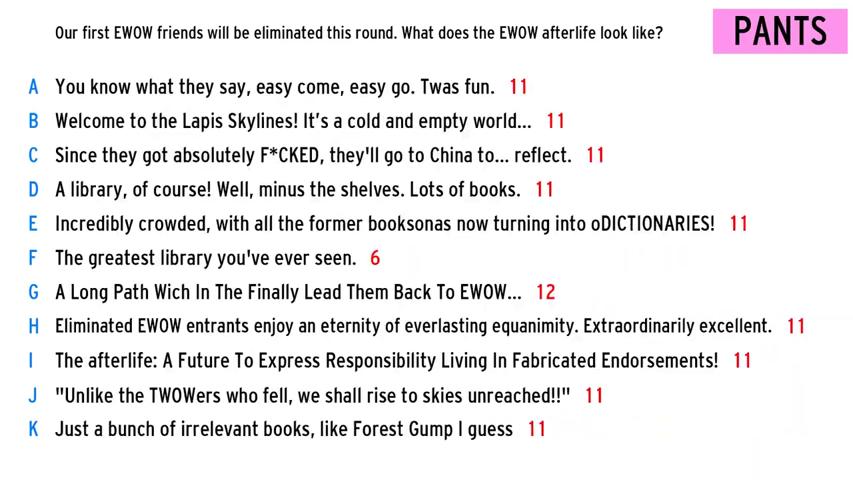 Our first EWOW friends will be eliminated this round. What does the EWOW afterlife look like?
PANTS
A You know what they say, easy come, easy go. Twas fun. 11
B Welcome to the Lapis Skylines! It's a cold and empty world... 11
C Since they got absolutely F*CKED, they'll go to China to... reflect. 11
D A library, of course! Well, minus the shelves. Lots of books. 11
E Incredibly crowded, with all the former booksonas now turning into oDICTIONARIES! 11
F The greatest library you've ever seen. 6
G A Long Path Wich In The Finally Lead Them Back To EWOW... 12
H Eliminated EWOW entrants enjoy an eternity of everlasting equanimity. Extraordinarily excellent. 11
I The afterlife: A Future To Express Responsibility Living In Fabricated Endorsements! 11
J "Unlike the TWOWers who fell, we shall rise to skies unreached!!" 11
K Just a bunch of irrelevant books, like Forest Gump I guess 11